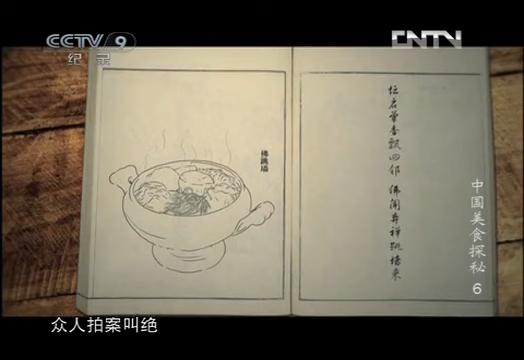 CCTV 9
纪录
CNTN
佛跳墙
坛启荤香飘四邻 佛闻弃禅跳墙来
中国美食探秘 6
众人拍案叫绝